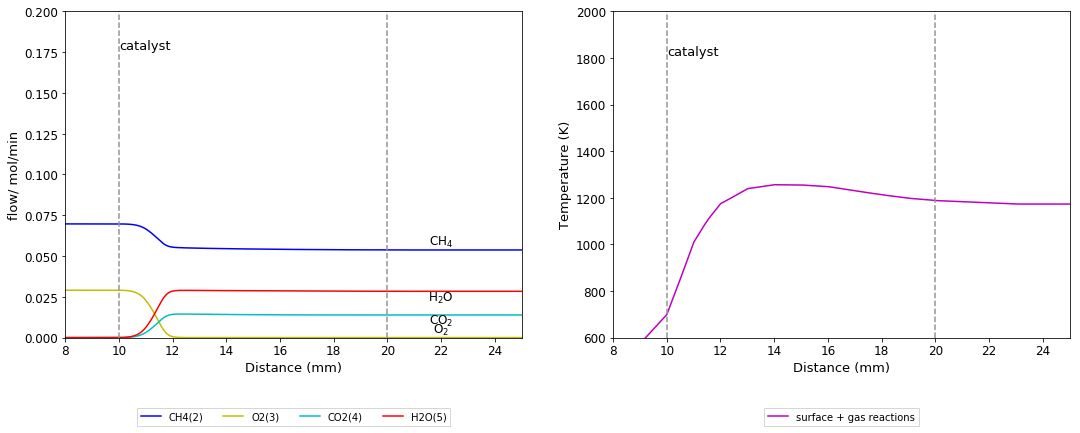 0.200
0.175
0.150
0.125
0.100
0.075
0.050
0.025
0.000
flow/ mol/min
catalyst
CH₄
H₂O
CO₂
O₂
8 10 12 14 16 18 20 22 24
Distance (mm)
CH4(2) O2(3) CO2(4) H2O(5)
2000
1800
1600
1400
1200
1000
800
600
Temperature (K)
catalyst
8 10 12 14 16 18 20 22 24
Distance (mm)
surface + gas reactions